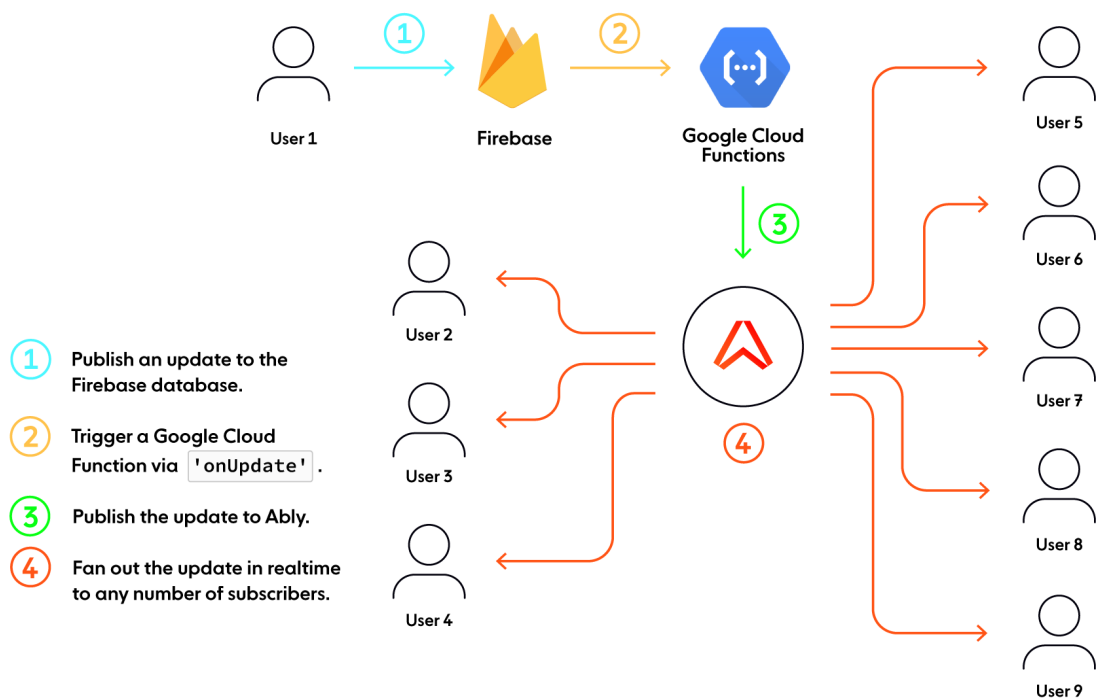 1
2
User 1
Firebase
Google Cloud
Functions
User 5
3
User 6
User 2
4
User 7
User 3
User 8
User 4
User 9
1 Publish an update to the
Firebase database.
2 Trigger a Google Cloud
Function via 'onUpdate'.
3 Publish the update to Ably.
4 Fan out the update in realtime
to any number of subscribers.